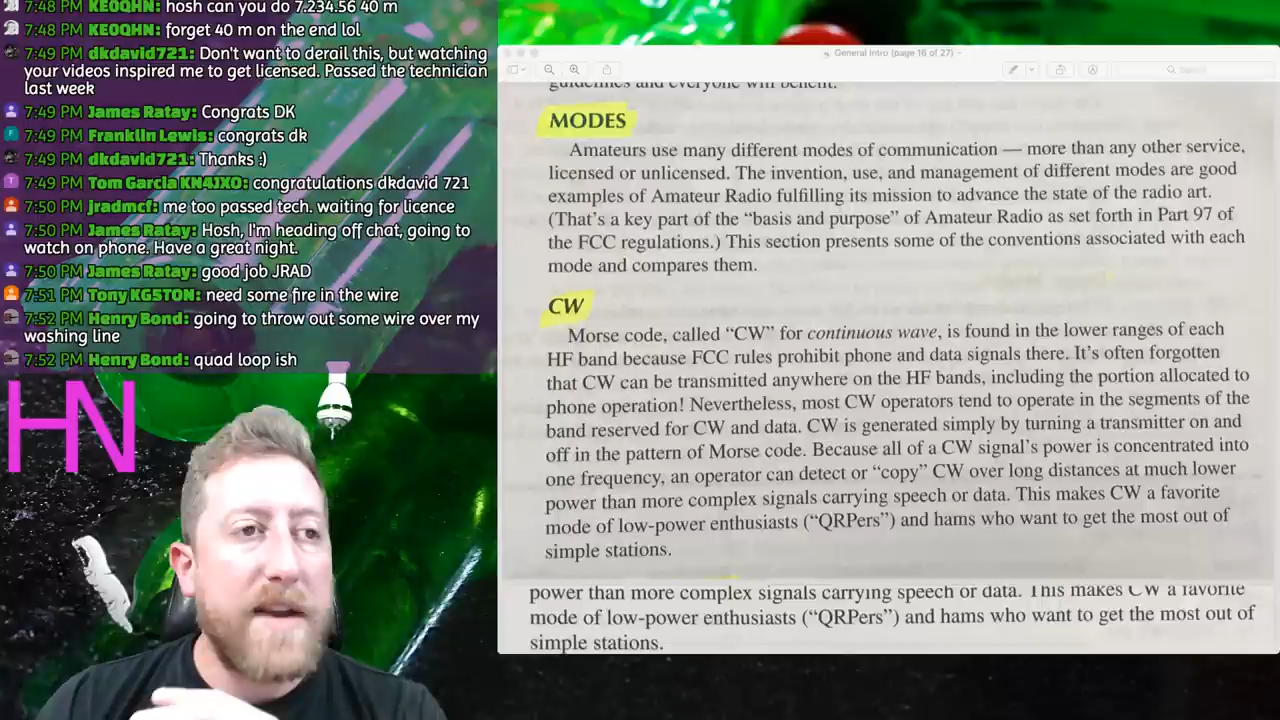 7:48 PM KE0QHN: hosh can you do 7.234.56 40 m
7:48 PM KE0QHN: forget 40 m on the end lol
7:49 PM dkdavid721: Don't want to derail this, but watching
your videos inspired me to get licensed. Passed the technician
last week
7:49 PM James Ratay: Congrats DK
7:49 PM Franklin Lewis: congrats dk
7:49 PM dkdavid721: Thanks :)
7:49 PM Tom Garcia KN4JXO: congratulations dkdavid 721
7:50 PM Jradmcf: me too passed tech. waiting for licence
7:50 PM James Ratay: Hosh, I'm heading off chat, going to
watch on phone. Have a great night.
7:50 PM James Ratay: good job JRAD
7:51 PM Tony KG5TON: need some fire in the wire
7:52 PM Henry Bond: going to throw out some wire over my
washing line
7:52 PM Henry Bond: quad loop ish
HN
General Intro (page 16 of 27)
guidelines and everyone will benefit.
MODES
Amateurs use many different modes of communication — more than any other service,
licensed or unlicensed. The invention, use, and management of different modes are good
examples of Amateur Radio fulfilling its mission to advance the state of the radio art.
(That's a key part of the “basis and purpose” of Amateur Radio as set forth in Part 97 of
the FCC regulations.) This section presents some of the conventions associated with each
mode and compares them.
CW
Morse code, called “CW” for continuous wave, is found in the lower ranges of each
HF band because FCC rules prohibit phone and data signals there. It's often forgotten
that CW can be transmitted anywhere on the HF bands, including the portion allocated to
phone operation! Nevertheless, most CW operators tend to operate in the segments of the
band reserved for CW and data. CW is generated simply by turning a transmitter on and
off in the pattern of Morse code. Because all of a CW signal's power is concentrated into
one frequency, an operator can detect or “copy” CW over long distances at much lower
power than more complex signals carrying speech or data. This makes CW a favorite
mode of low-power enthusiasts (“QRPers”) and hams who want to get the most out of
simple stations.
power than more complex signals carrying speech or data. This makes CW a favorite
mode of low-power enthusiasts (“QRPers”) and hams who want to get the most out of
simple stations.